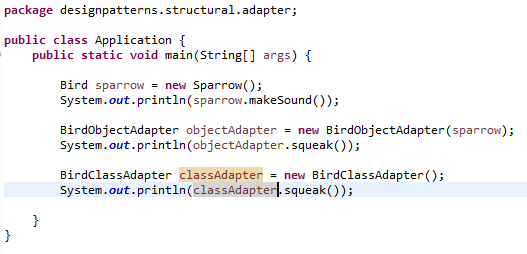 package designpatterns.structural.adapter;
public class Application {
public static void main(String[] args) {
Bird sparrow = new Sparrow();
System.out.println(sparrow.makeSound());
BirdObjectAdapter objectAdapter = new BirdObjectAdapter(sparrow);
System.out.println(objectAdapter.squeak());
BirdClassAdapter classAdapter = new BirdClassAdapter();
System.out.println(classAdapter.squeak());
}
}